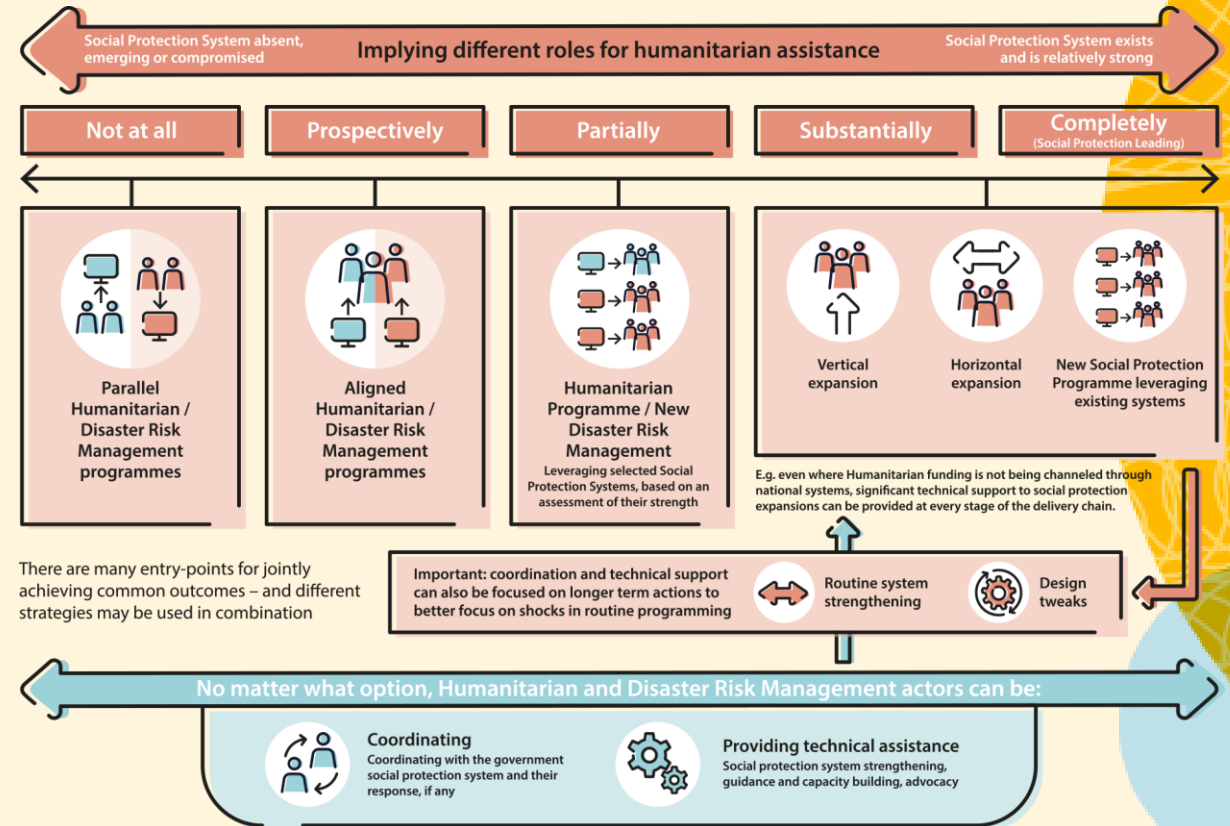 Social Protection System absent,
emerging or compromised
Implying different roles for humanitarian assistance
Social Protection System exists
and is relatively strong
Not at all
Prospectively
Partially
Substantially
Completely
(Social Protection Leading)
Parallel
Humanitarian /
Disaster Risk
Management
programmes
Aligned
Humanitarian /
Disaster Risk
Management
programmes
Humanitarian
Programme / New
Disaster Risk
Management
Leveraging selected Social
Protection Systems, based on an
assessment of their strength
Vertical
expansion
Horizontal
expansion
New Social Protection
Programme leveraging
existing systems
E.g. even where Humanitarian funding is not being channeled through
national systems, significant technical support to social protection
expansions can be provided at every stage of the delivery chain.
There are many entry-points for jointly
achieving common outcomes – and different
strategies may be used in combination
Important: coordination and technical support
can also be focused on longer term actions to
better focus on shocks in routine programming
Routine system
strengthening
Design
tweaks
No matter what option, Humanitarian and Disaster Risk Management actors can be:
Coordinating
Coordinating with the government
social protection system and their
response, if any
Providing technical assistance
Social protection system strengthening,
guidance and capacity building, advocacy